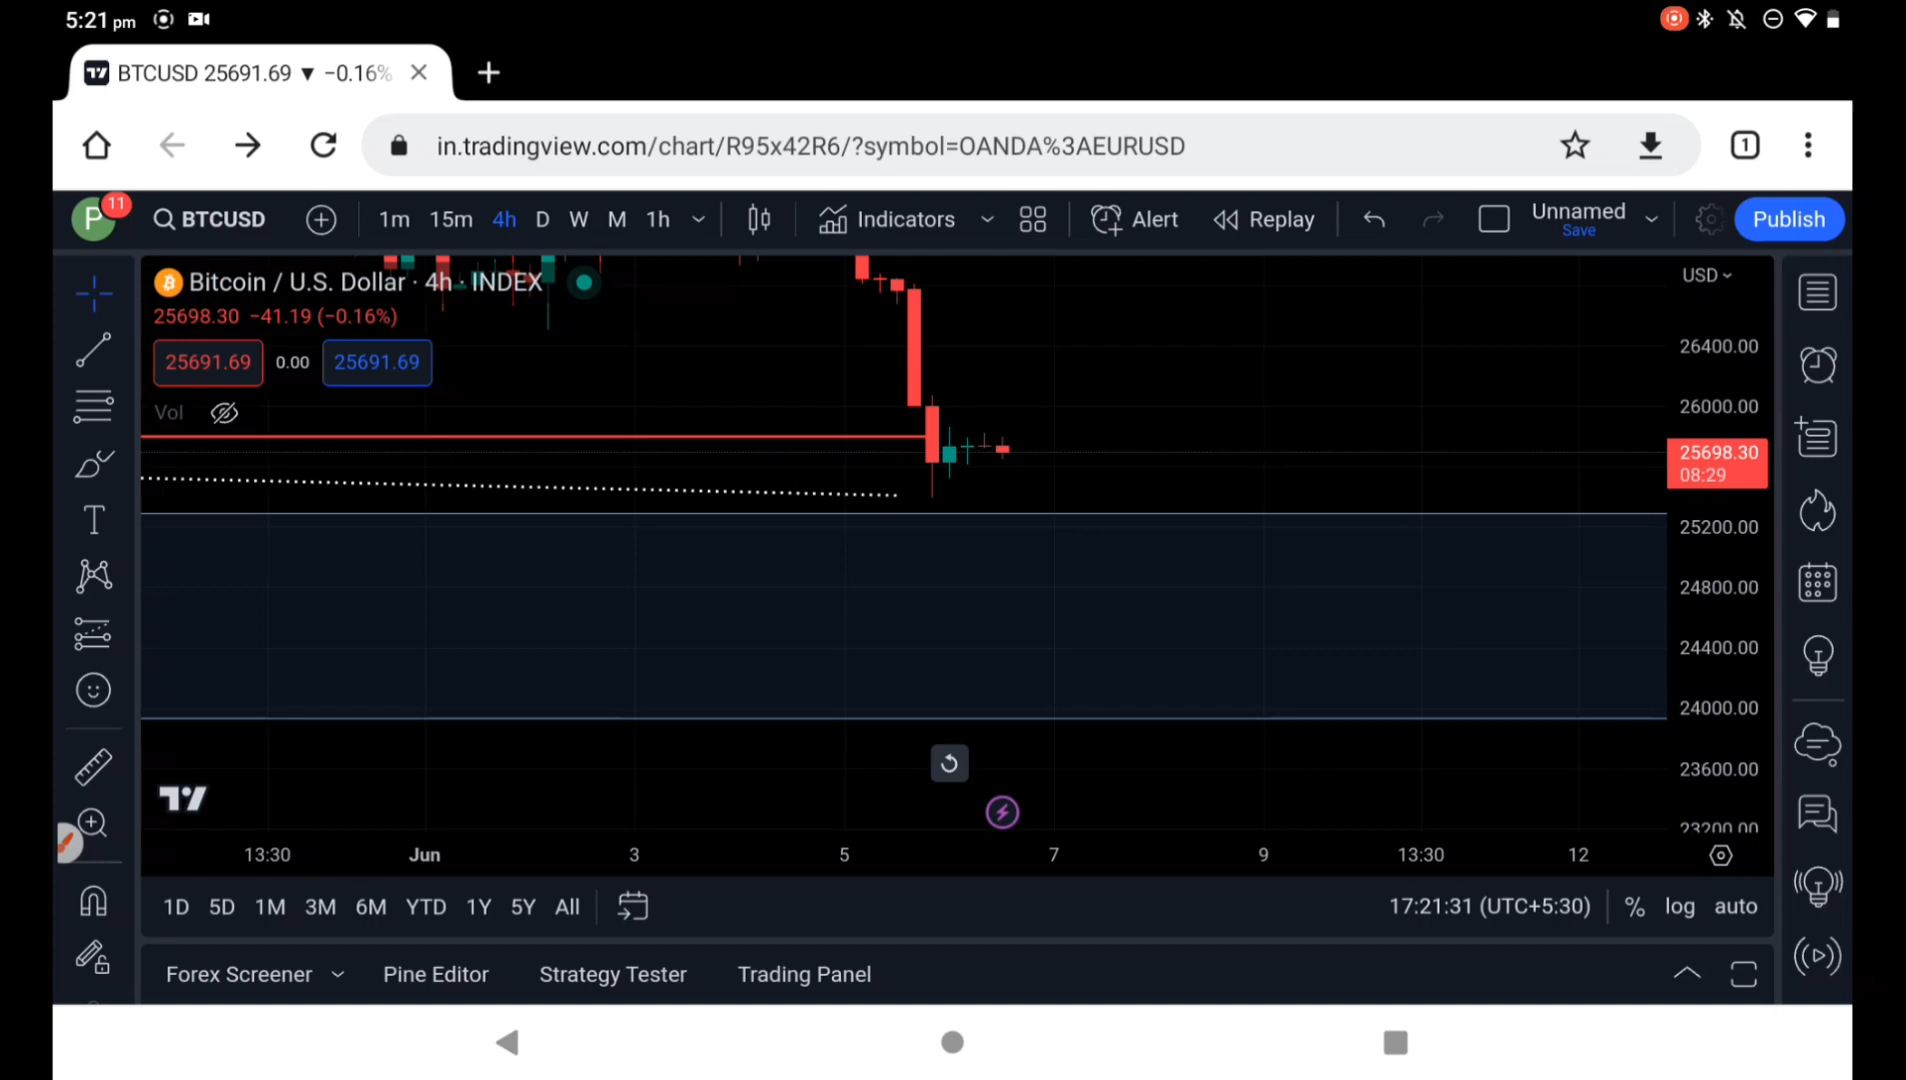 5:21 pm
BTCUSD 25691.69 ▼ −0.16%
in.tradingview.com/chart/R95x42R6/?symbol=OANDA%3AEURUSD
1
P
11
BTCUSD
1m 15m 4h D W M 1h
Indicators
Alert
Replay
Unnamed
Save
Publish
Bitcoin / U.S. Dollar · 4h · INDEX
25698.30 −41.19 (−0.16%)
25691.69 0.00 25691.69
Vol
USD
26400.00
26000.00
25698.30
08:29
25200.00
24800.00
24400.00
24000.00
23600.00
23200.00
13:30 Jun 3 5 7 9 13:30 12
1D 5D 1M 3M 6M YTD 1Y 5Y All
17:21:31 (UTC+5:30) % log auto
Forex Screener Pine Editor Strategy Tester Trading Panel